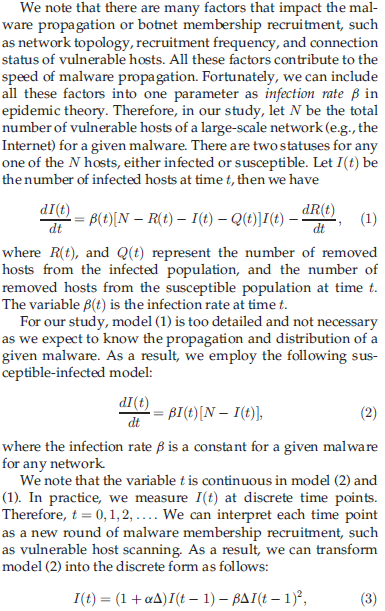 We note that there are many factors that impact the mal-
ware propagation or botnet membership recruitment, such
as network topology, recruitment frequency, and connection
status of vulnerable hosts. All these factors contribute to the
speed of malware propagation. Fortunately, we can include
all these factors into one parameter as infection rate β in
epidemic theory. Therefore, in our study, let N be the total
number of vulnerable hosts of a large-scale network (e.g., the
Internet) for a given malware. There are two statuses for any
one of the N hosts, either infected or susceptible. Let I(t) be
the number of infected hosts at time t, then we have
dI(t)/dt = β(t)[N − R(t) − I(t) − Q(t)]I(t) − dR(t)/dt, (1)
where R(t), and Q(t) represent the number of removed
hosts from the infected population, and the number of
removed hosts from the susceptible population at time t.
The variable β(t) is the infection rate at time t.
For our study, model (1) is too detailed and not necessary
as we expect to know the propagation and distribution of a
given malware. As a result, we employ the following sus-
ceptible-infected model:
dI(t)/dt = βI(t)[N − I(t)], (2)
where the infection rate β is a constant for a given malware
for any network.
We note that the variable t is continuous in model (2) and
(1). In practice, we measure I(t) at discrete time points.
Therefore, t = 0, 1, 2, . . . . We can interpret each time point
as a new round of malware membership recruitment, such
as vulnerable host scanning. As a result, we can transform
model (2) into the discrete form as follows:
I(t) = (1 + αΔ)I(t − 1) − βΔI(t − 1)², (3)